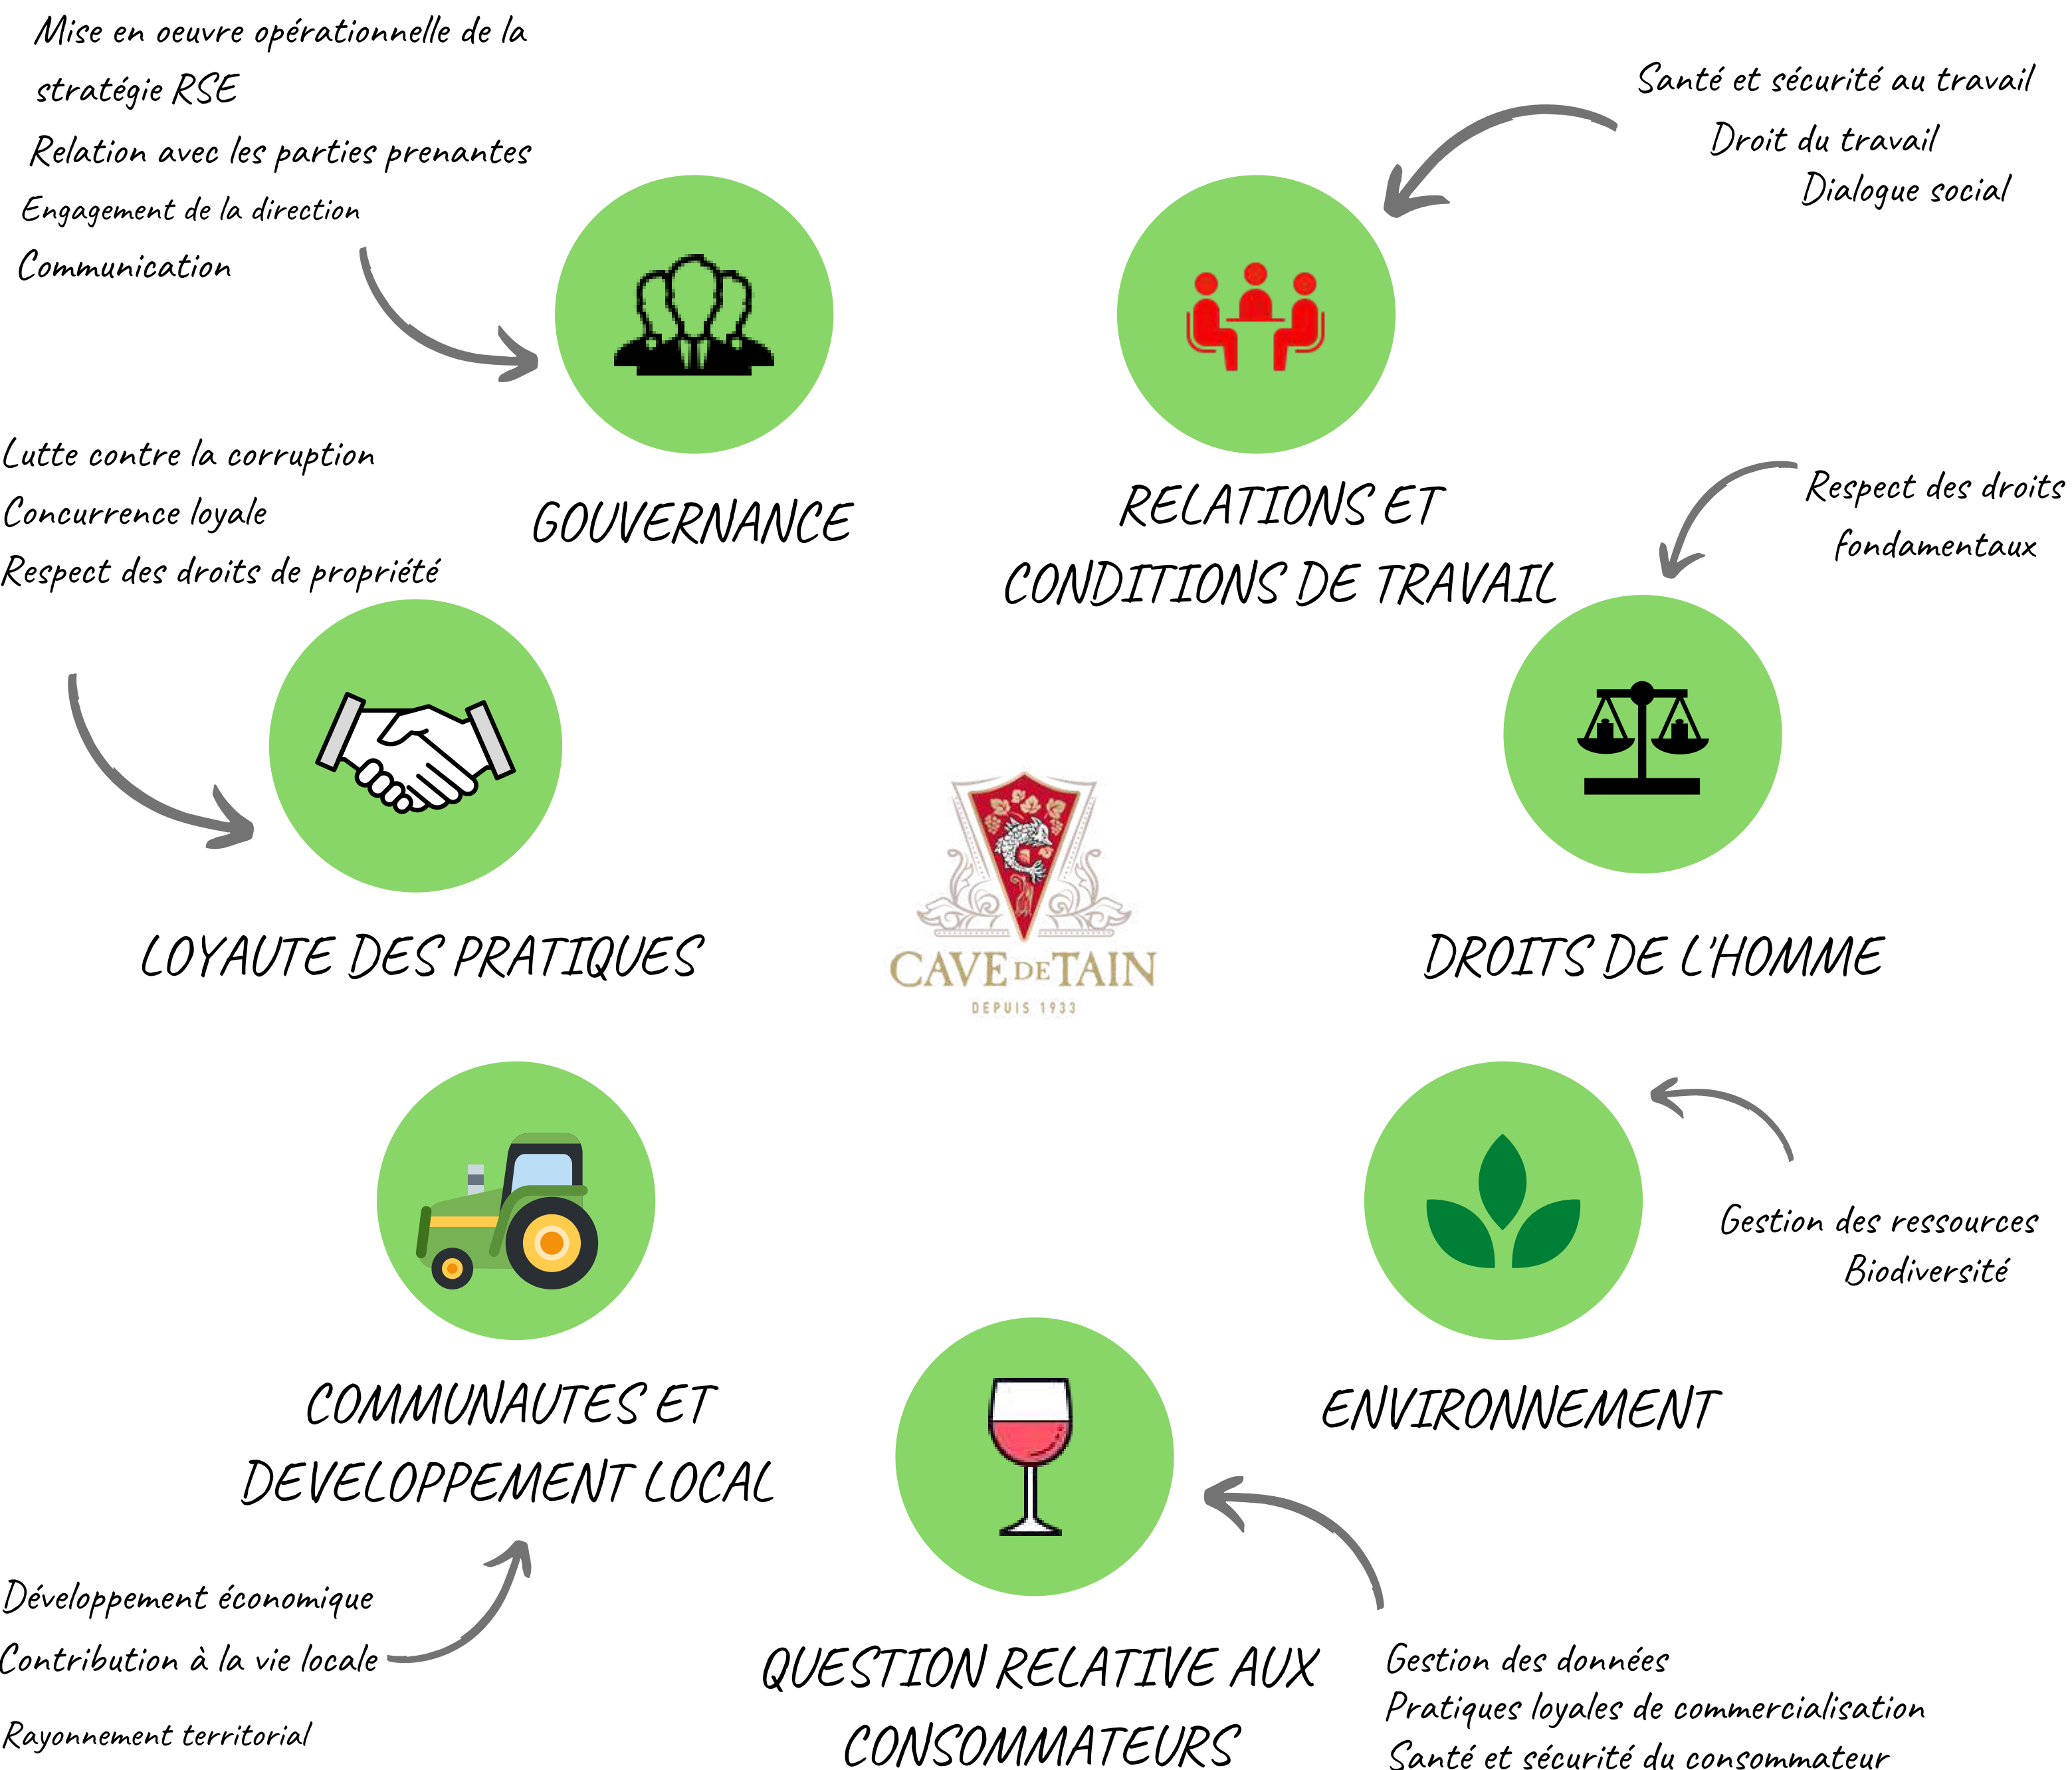 Mise en oeuvre opérationnelle de la
stratégie RSE
Relation avec les parties prenantes
Engagement de la direction
Communication
GOUVERNANCE
Santé et sécurité au travail
Droit du travail
Dialogue social
RELATIONS ET
CONDITIONS DE TRAVAIL
Lutte contre la corruption
Concurrence loyale
Respect des droits de propriété
LOYAUTE DES PRATIQUES
Respect des droits
fondamentaux
DROITS DE L'HOMME
CAVE DE TAIN
DEPUIS 1933
Gestion des ressources
Biodiversité
ENVIRONNEMENT
COMMUNAUTES ET
DEVELOPPEMENT LOCAL
Développement économique
Contribution à la vie locale
Rayonnement territorial
QUESTION RELATIVE AUX
CONSOMMATEURS
Gestion des données
Pratiques loyales de commercialisation
Santé et sécurité du consommateur